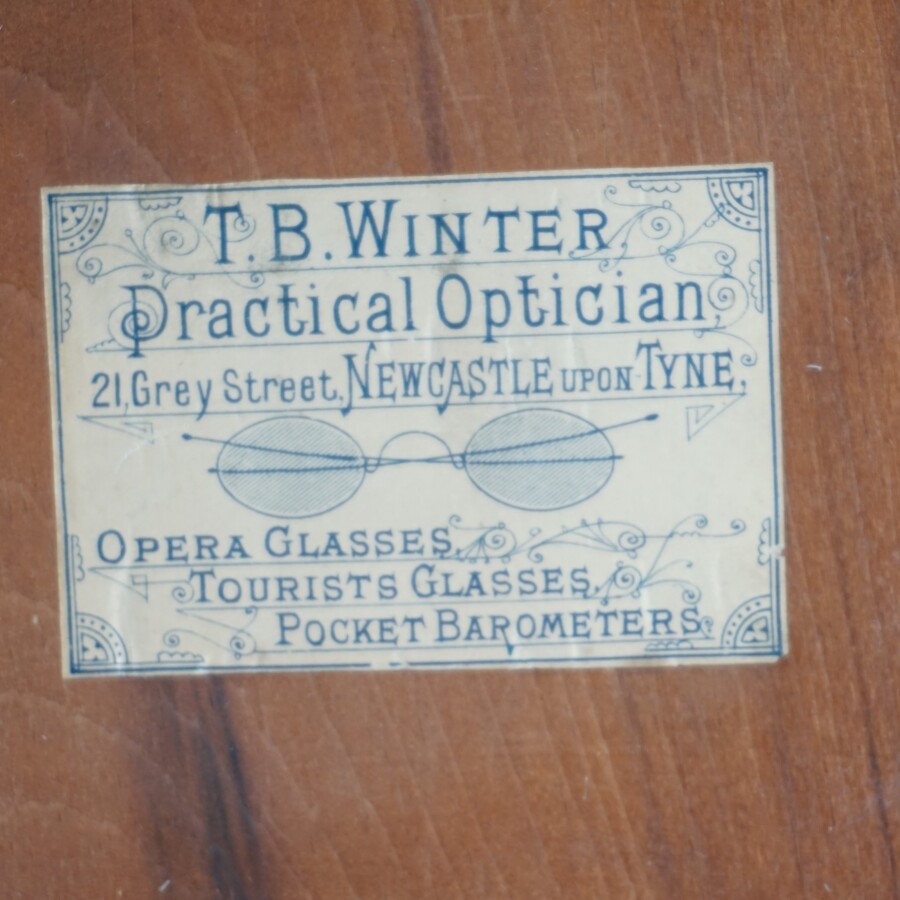 T.B. WINTER
Practical Optician,
21, Grey Street, NEWCASTLE UPON TYNE,
OPERA GLASSES,
TOURISTS GLASSES,
POCKET BAROMETERS.